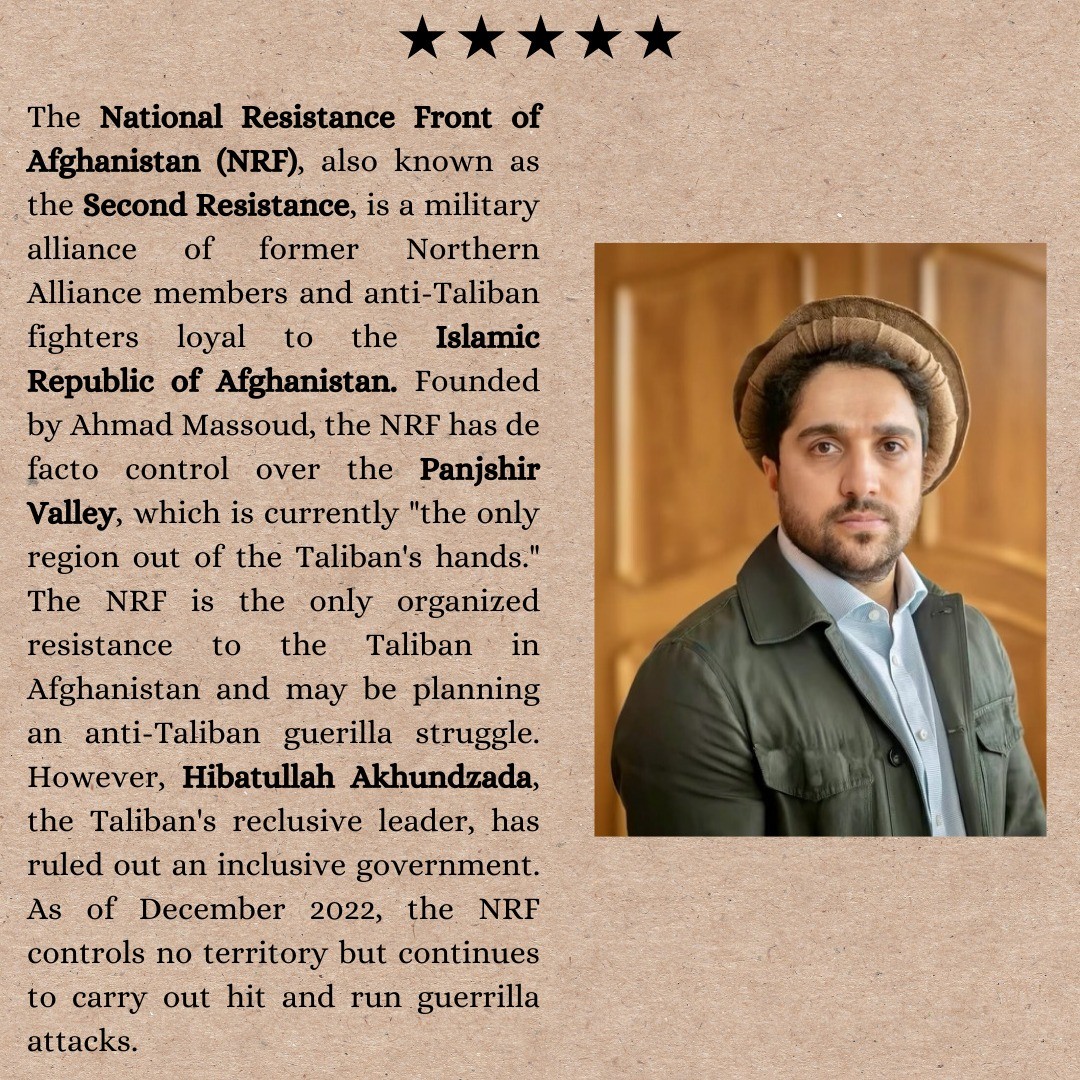 The National Resistance Front of
Afghanistan (NRF), also known as
the Second Resistance, is a military
alliance of former Northern
Alliance members and anti-Taliban
fighters loyal to the Islamic
Republic of Afghanistan. Founded
by Ahmad Massoud, the NRF has de
facto control over the Panjshir
Valley, which is currently "the only
region out of the Taliban's hands."
The NRF is the only organized
resistance to the Taliban in
Afghanistan and may be planning
an anti-Taliban guerilla struggle.
However, Hibatullah Akhundzada,
the Taliban's reclusive leader, has
ruled out an inclusive government.
As of December 2022, the NRF
controls no territory but continues
to carry out hit and run guerrilla
attacks.